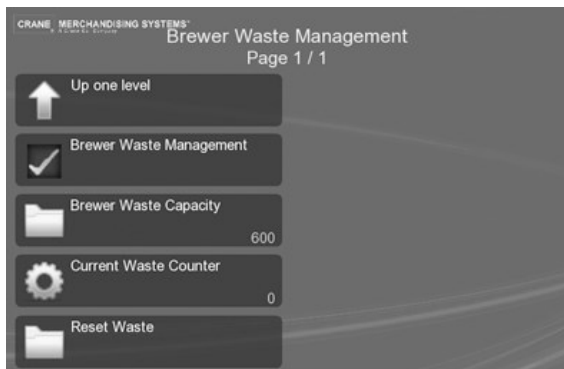 CRANE MERCHANDISING SYSTEMS
Brewer Waste Management
Page 1 / 1
Up one level
Brewer Waste Management
Brewer Waste Capacity
600
Current Waste Counter
0
Reset Waste